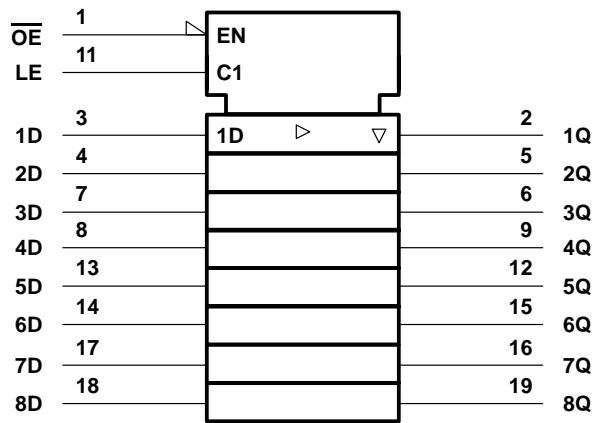 1
OE EN
11
LE C1
3 2
1D 1D 1Q
4 5
2D 2Q
7 6
3D 3Q
8 9
4D 4Q
13 12
5D 5Q
14 15
6D 6Q
17 16
7D 7Q
18 19
8D 8Q